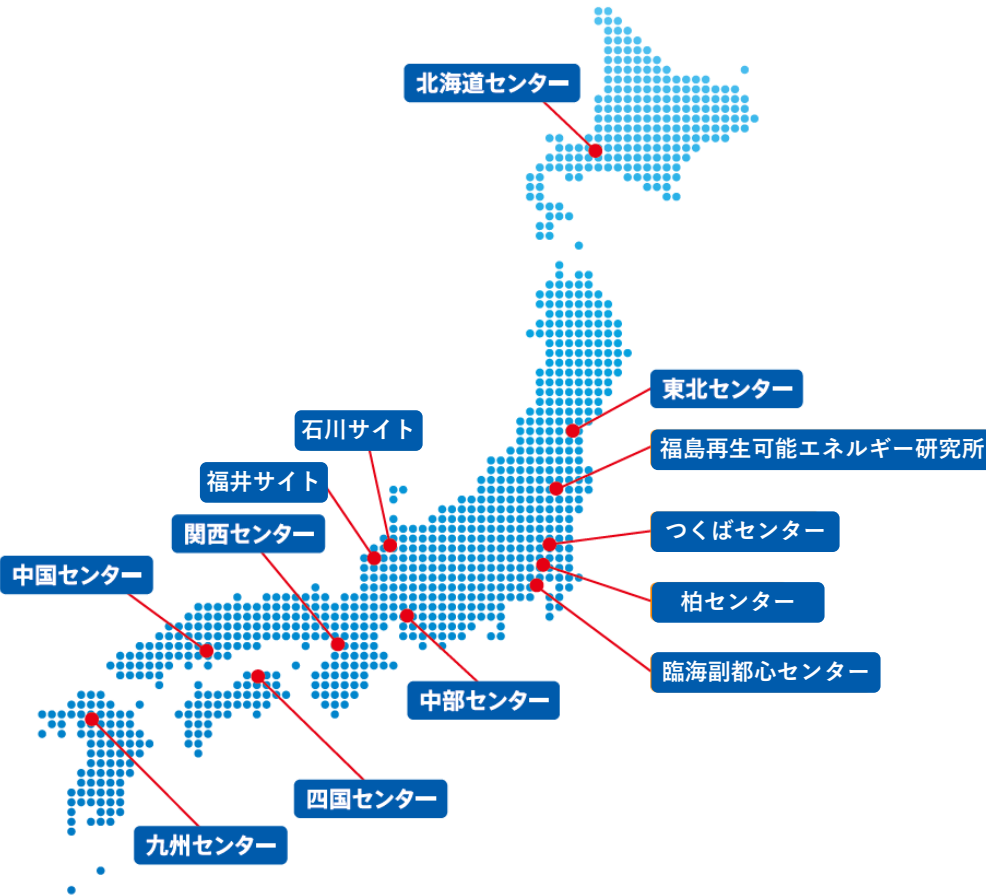 北海道センター
東北センター
石川サイト
福島再生可能エネルギー研究所
福井サイト
関西センター
つくばセンター
中国センター
柏センター
臨海副都心センター
中部センター
四国センター
九州センター